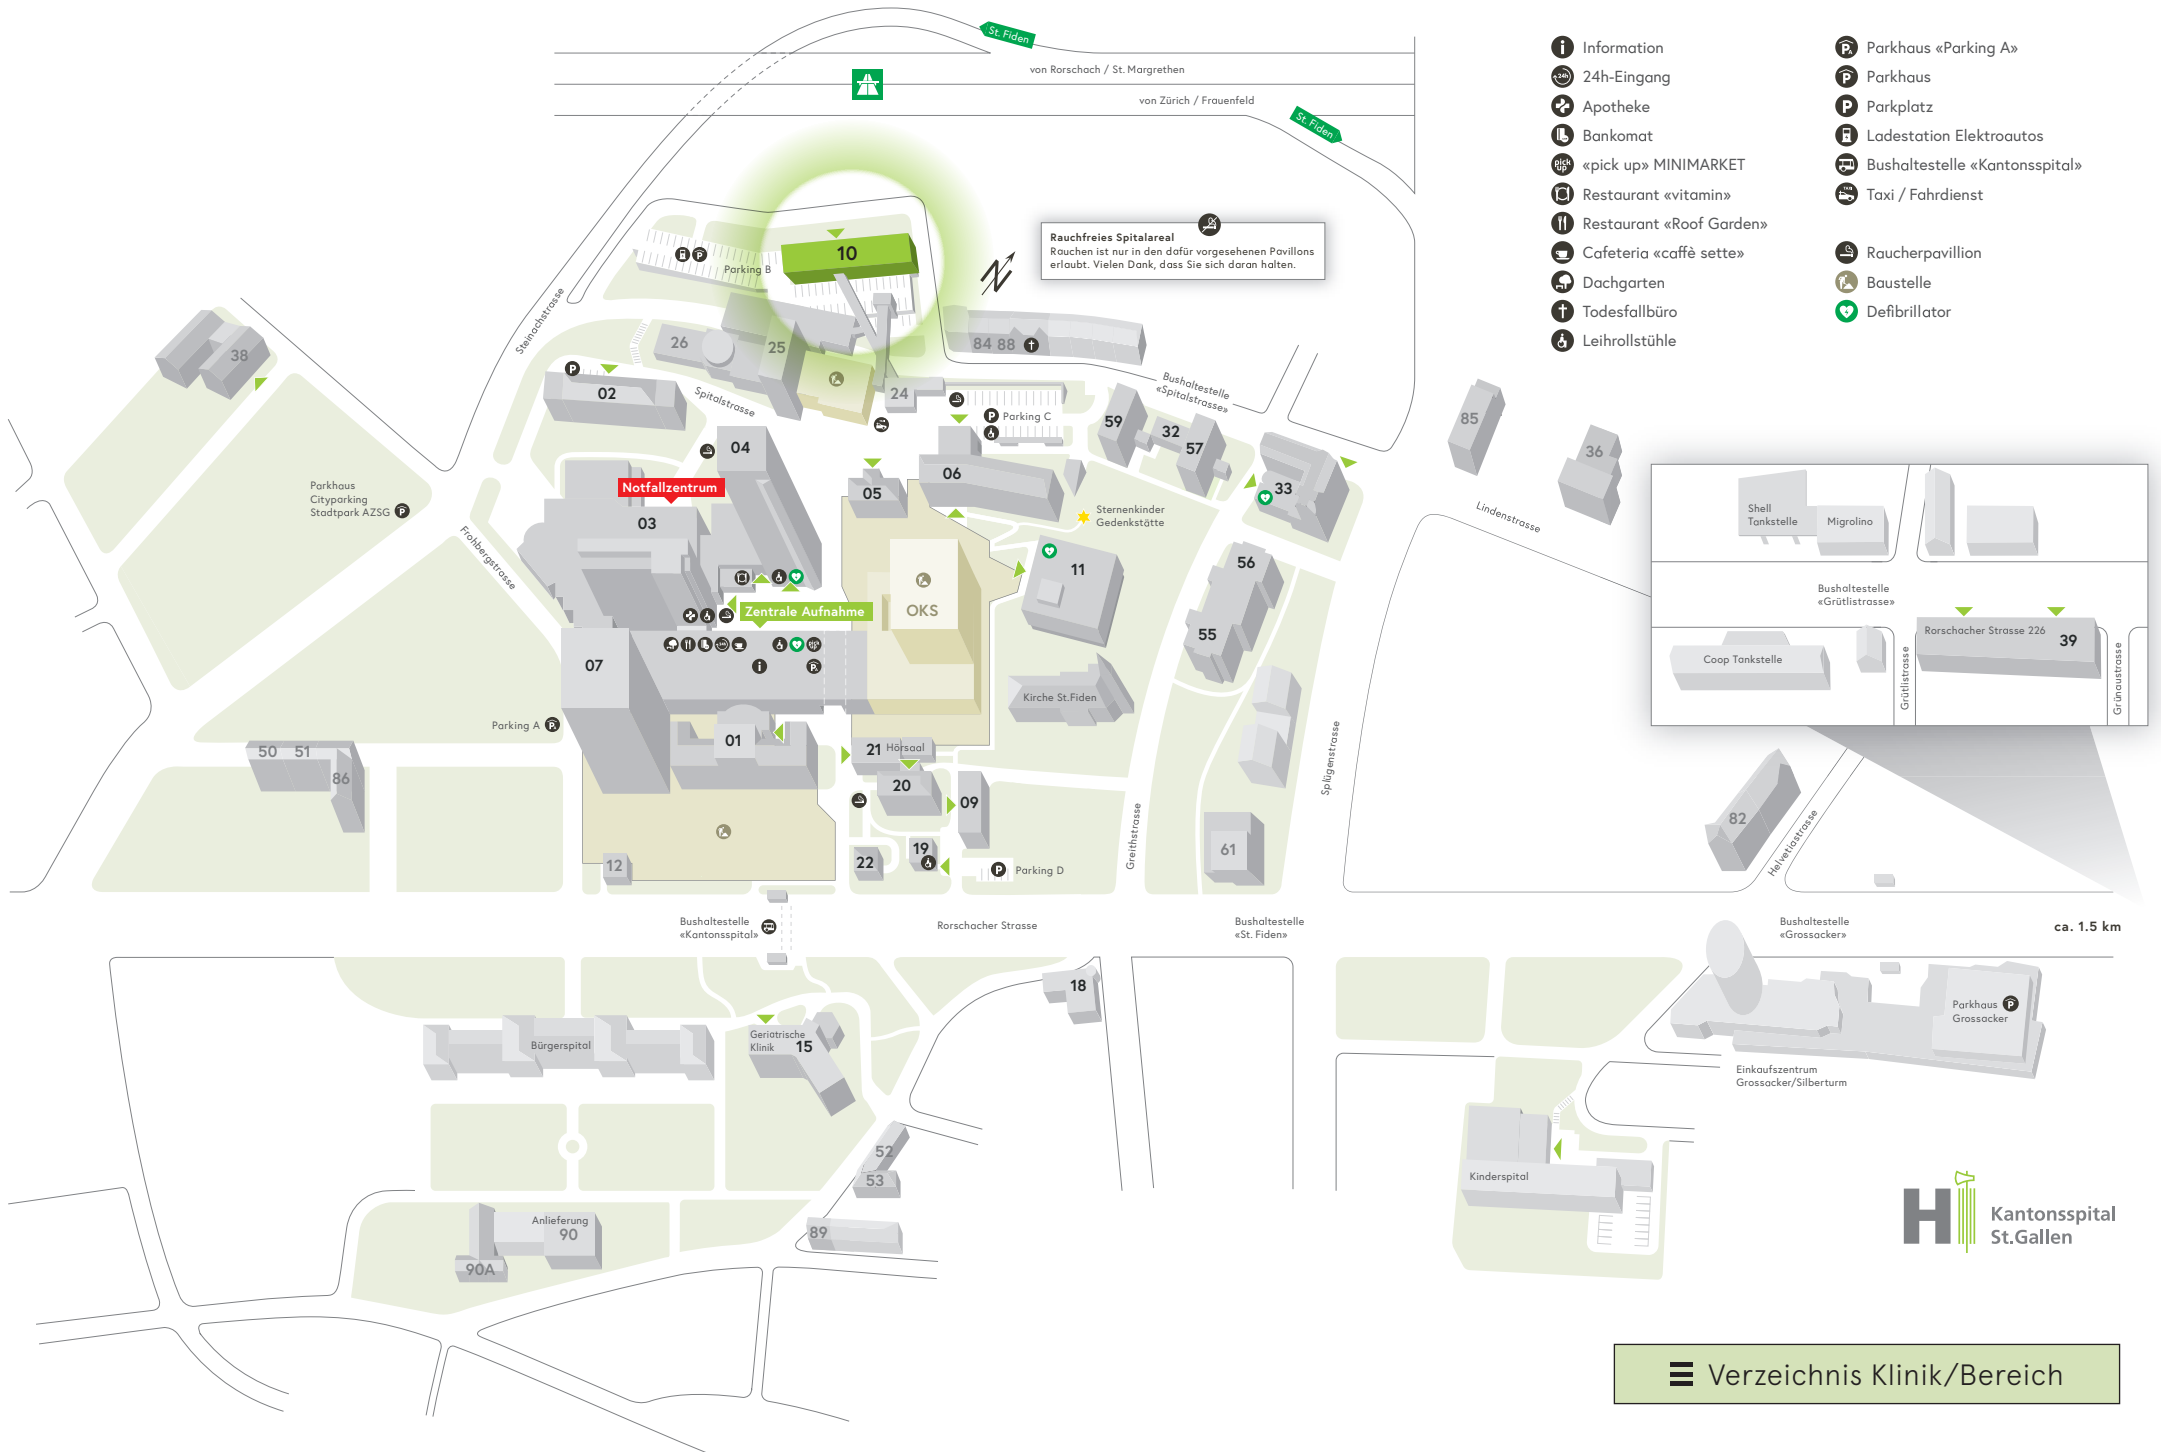 St. Fiden
von Rorschach / St. Margrethen
von Zürich / Frauenfeld
St. Fiden
Information
24h-Eingang
Apotheke
Bankomat
«pick up» MINIMARKET
Restaurant «vitamin»
Restaurant «Roof Garden»
Cafeteria «caffè sette»
Dachgarten
Todesfallbüro
Leihrollstühle
Parkhaus «Parking A»
Parkhaus
Parkplatz
Ladestation Elektroautos
Bushaltestelle «Kantonsspital»
Taxi / Fahrdienst
Raucherpavillion
Baustelle
Defibrillator
Rauchfreies Spitalareal
Rauchen ist nur in den dafür vorgesehenen Pavillons
erlaubt. Vielen Dank, dass Sie sich daran halten.
N
10
Parking B
Steinachstrasse
38
26
25
84 88
02
Spitalstrasse
24
Parking C
Bushaltestelle
«Spitalstrasse»
59
32
57
85
36
04
06
05
33
Parkhaus
Cityparking
Stadtpark AZSG
Notfallzentrum
03
Sternenkinder
Gedenkstätte
Lindenstrasse
Frohbergstrasse
11
56
OKS
Zentrale Aufnahme
55
07
Kirche St.Fiden
Parking A
01
21 Hörsaal
20
09
50 51
86
Splügenstrasse
Greithstrasse
12
22
19
Parking D
61
82
Helvetiastrasse
Shell
Tankstelle
Migrolino
Bushaltestelle
«Grütlistrasse»
Rorschacher Strasse 226
39
Coop Tankstelle
Grütlistrasse
Grünaustrasse
Bushaltestelle
«Kantonsspital»
Rorschacher Strasse
Bushaltestelle
«St. Fiden»
Bushaltestelle
«Grossacker»
ca. 1.5 km
18
Bürgerspital
Geriatrische
Klinik
15
Parkhaus
Grossacker
Einkaufszentrum
Grossacker/Silberturm
52
53
89
Anlieferung
90
90A
Kinderspital
H
Kantonsspital
St.Gallen
Verzeichnis Klinik/Bereich